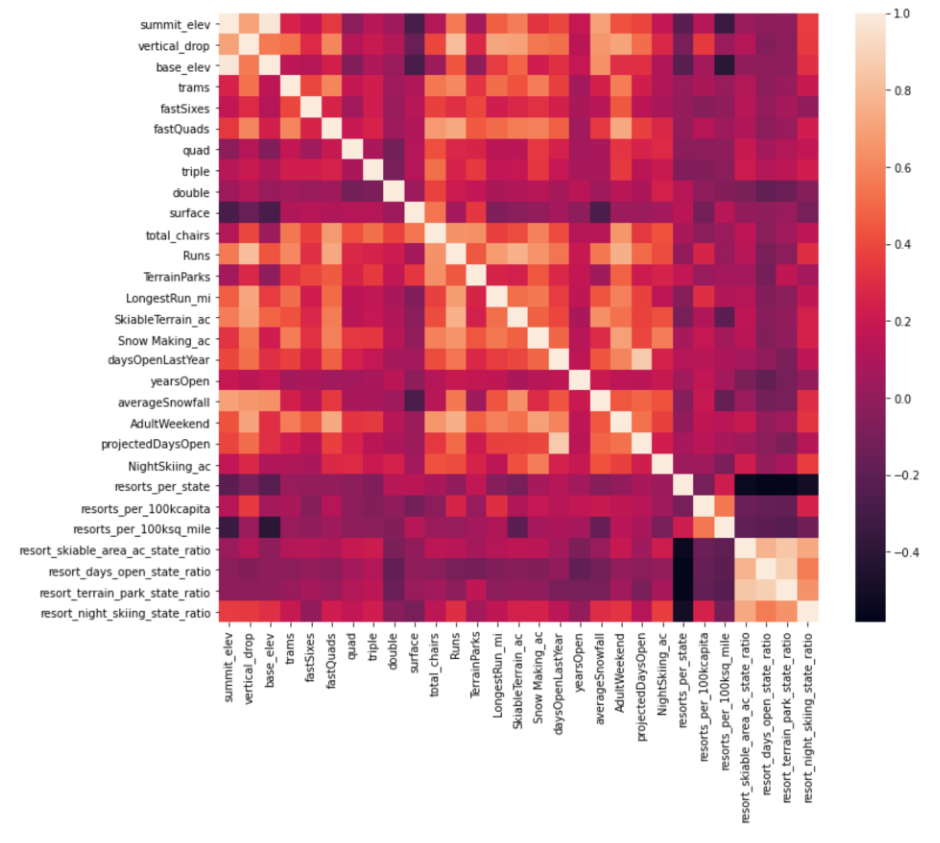 summit_elev
vertical_drop
base_elev
trams
fastSixes
fastQuads
quad
triple
double
surface
total_chairs
Runs
TerrainParks
LongestRun_mi
SkiableTerrain_ac
Snow Making_ac
daysOpenLastYear
yearsOpen
averageSnowfall
AdultWeekend
projectedDaysOpen
NightSkiing_ac
resorts_per_state
resorts_per_100kcapita
resorts_per_100ksq_mile
resort_skiable_area_ac_state_ratio
resort_days_open_state_ratio
resort_terrain_park_state_ratio
resort_night_skiing_state_ratio
summit_elev
vertical_drop
base_elev
trams
fastSixes
fastQuads
quad
triple
double
surface
total_chairs
Runs
TerrainParks
LongestRun_mi
SkiableTerrain_ac
Snow Making_ac
daysOpenLastYear
yearsOpen
averageSnowfall
AdultWeekend
projectedDaysOpen
NightSkiing_ac
resorts_per_state
resorts_per_100kcapita
resorts_per_100ksq_mile
resort_skiable_area_ac_state_ratio
resort_days_open_state_ratio
resort_terrain_park_state_ratio
resort_night_skiing_state_ratio
1.0
0.8
0.6
0.4
0.2
0.0
−0.2
−0.4